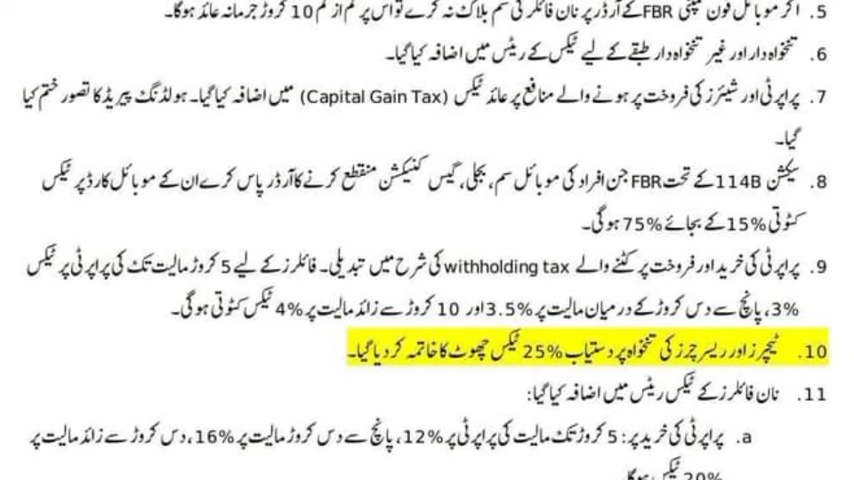 5. اگر موبائل فون کمپنی FBR کے آرڈر پر نان فائلر کی سم بلاک نہ کرے تو اس پر کم از کم 10 کروڑ جرمانہ عائد ہوگا۔
6. تنخواہ دار اور غیر تنخواہ دار طبقے کے لیے ٹیکس کے ریٹس میں اضافہ کیا گیا۔
7. پراپرٹی اور شیئرز کی فروخت پر ہونے والے منافع پر عائد ٹیکس (Capital Gain Tax) میں اضافہ کیا گیا۔ ہولڈنگ پیریڈ کا تصور ختم کیا
گیا۔
8. سیکشن 114B کے تحت FBR جن افراد کی موبائل سم، بجلی، گیس کنیکشن منقطع کرنے کا آرڈر پاس کرے ان کے موبائل کارڈ پر ٹیکس
کٹوتی %15 کے بجائے %75 ہوگی۔
9. پراپرٹی کی خرید اور فروخت پر کٹنے والے withholding tax کی شرح میں تبدیلی۔ فائلرز کے لیے 5 کروڑ مالیت تک کی پراپرٹی پر ٹیکس
%3، پانچ سے دس کروڑ کے درمیان مالیت پر %3.5 اور 10 کروڑ سے زائد مالیت پر %4 ٹیکس کٹوتی ہوگی۔
10. ٹیچرز اور ریسرچرز کی تنخواہ پر دستیاب %25 ٹیکس چھوٹ کا خاتمہ کر دیا گیا۔
11. نان فائلرز کے ٹیکس ریٹس میں اضافہ کیا گیا:
a. پراپرٹی کی خرید پر: 5 کروڑ تک مالیت کی پراپرٹی پر %12، پانچ سے دس کروڑ مالیت پر %16، دس کروڑ سے زائد مالیت پر
%20 ٹیکس ہوگا۔